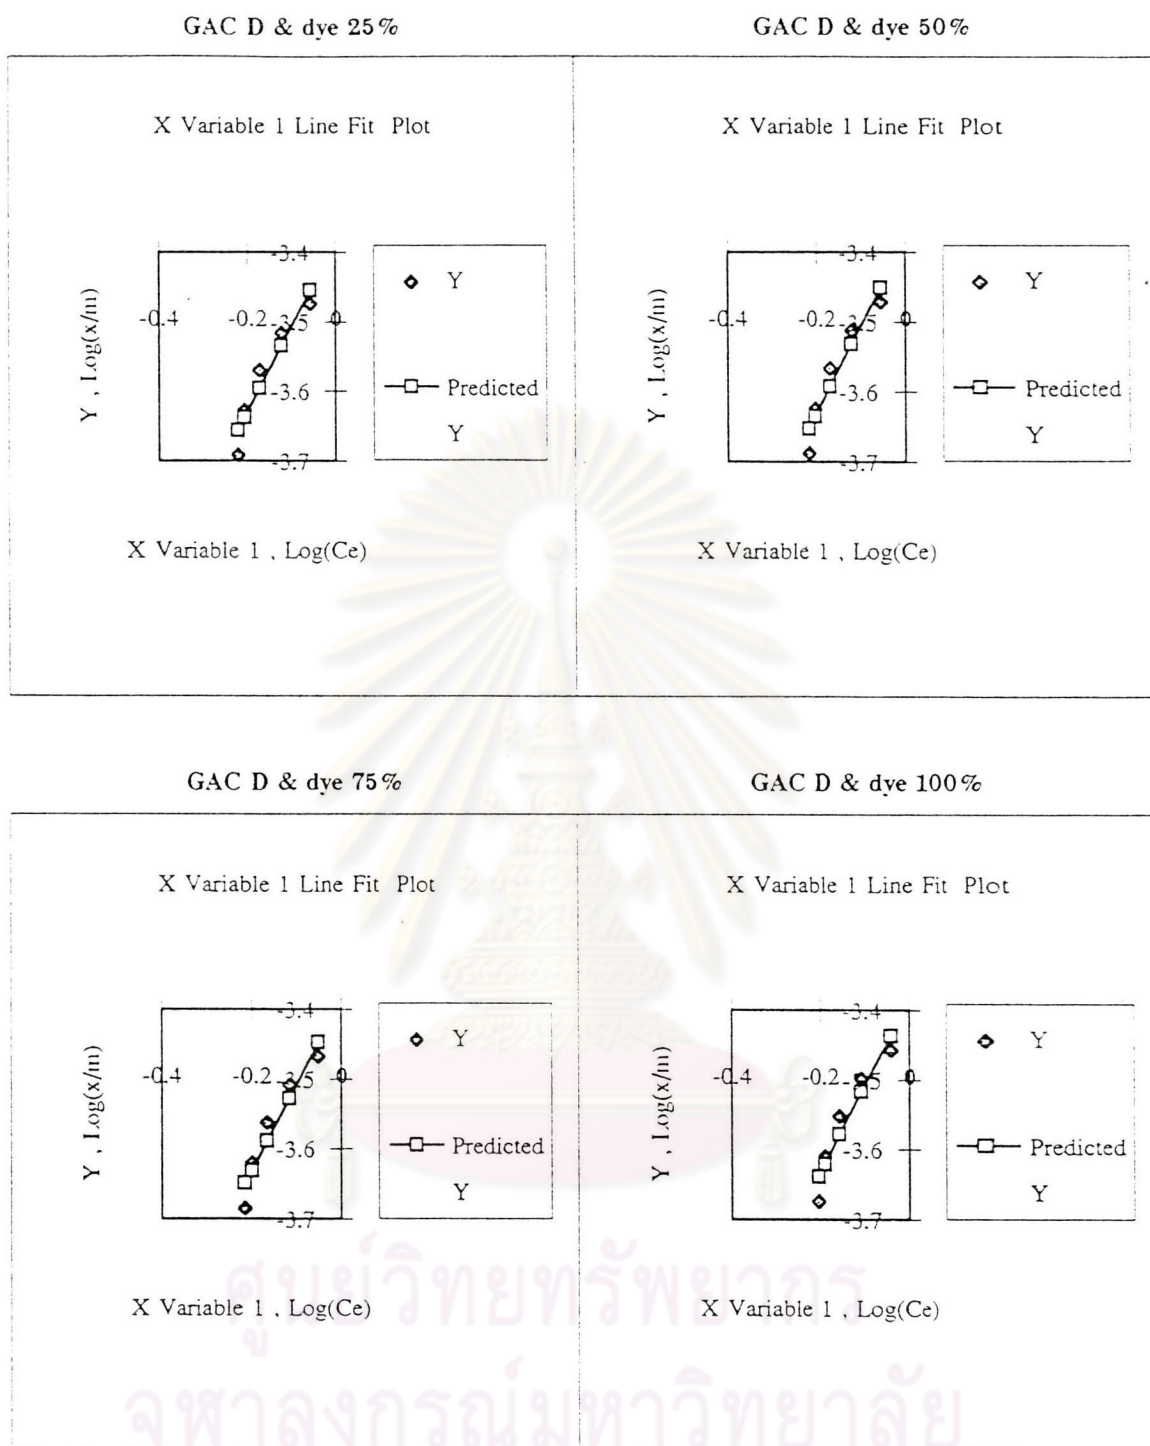 GAC D & dye 25%
GAC D & dye 50%
X Variable 1 Line Fit Plot
X Variable 1 Line Fit Plot
Y , Log(x/m)
-3.4
-0.4
-0.2
-3.5
0
-3.6
-3.7
Y
Predicted
Y
Y , Log(x/m)
-3.4
-0.4
-0.2
-3.5
0
-3.6
-3.7
Y
Predicted
Y
X Variable 1 , Log(Ce)
X Variable 1 , Log(Ce)
GAC D & dye 75%
GAC D & dye 100%
X Variable 1 Line Fit Plot
X Variable 1 Line Fit Plot
Y , Log(x/m)
-3.4
-0.4
-0.2
-3.5
0
-3.6
-3.7
Y
Predicted
Y
Y , Log(x/m)
-3.4
-0.4
-0.2
-3.5
0
-3.6
-3.7
Y
Predicted
Y
X Variable 1 , Log(Ce)
X Variable 1 , Log(Ce)
ศูนย์วิทยทรัพยากร
จุฬาลงกรณ์มหาวิทยาลัย